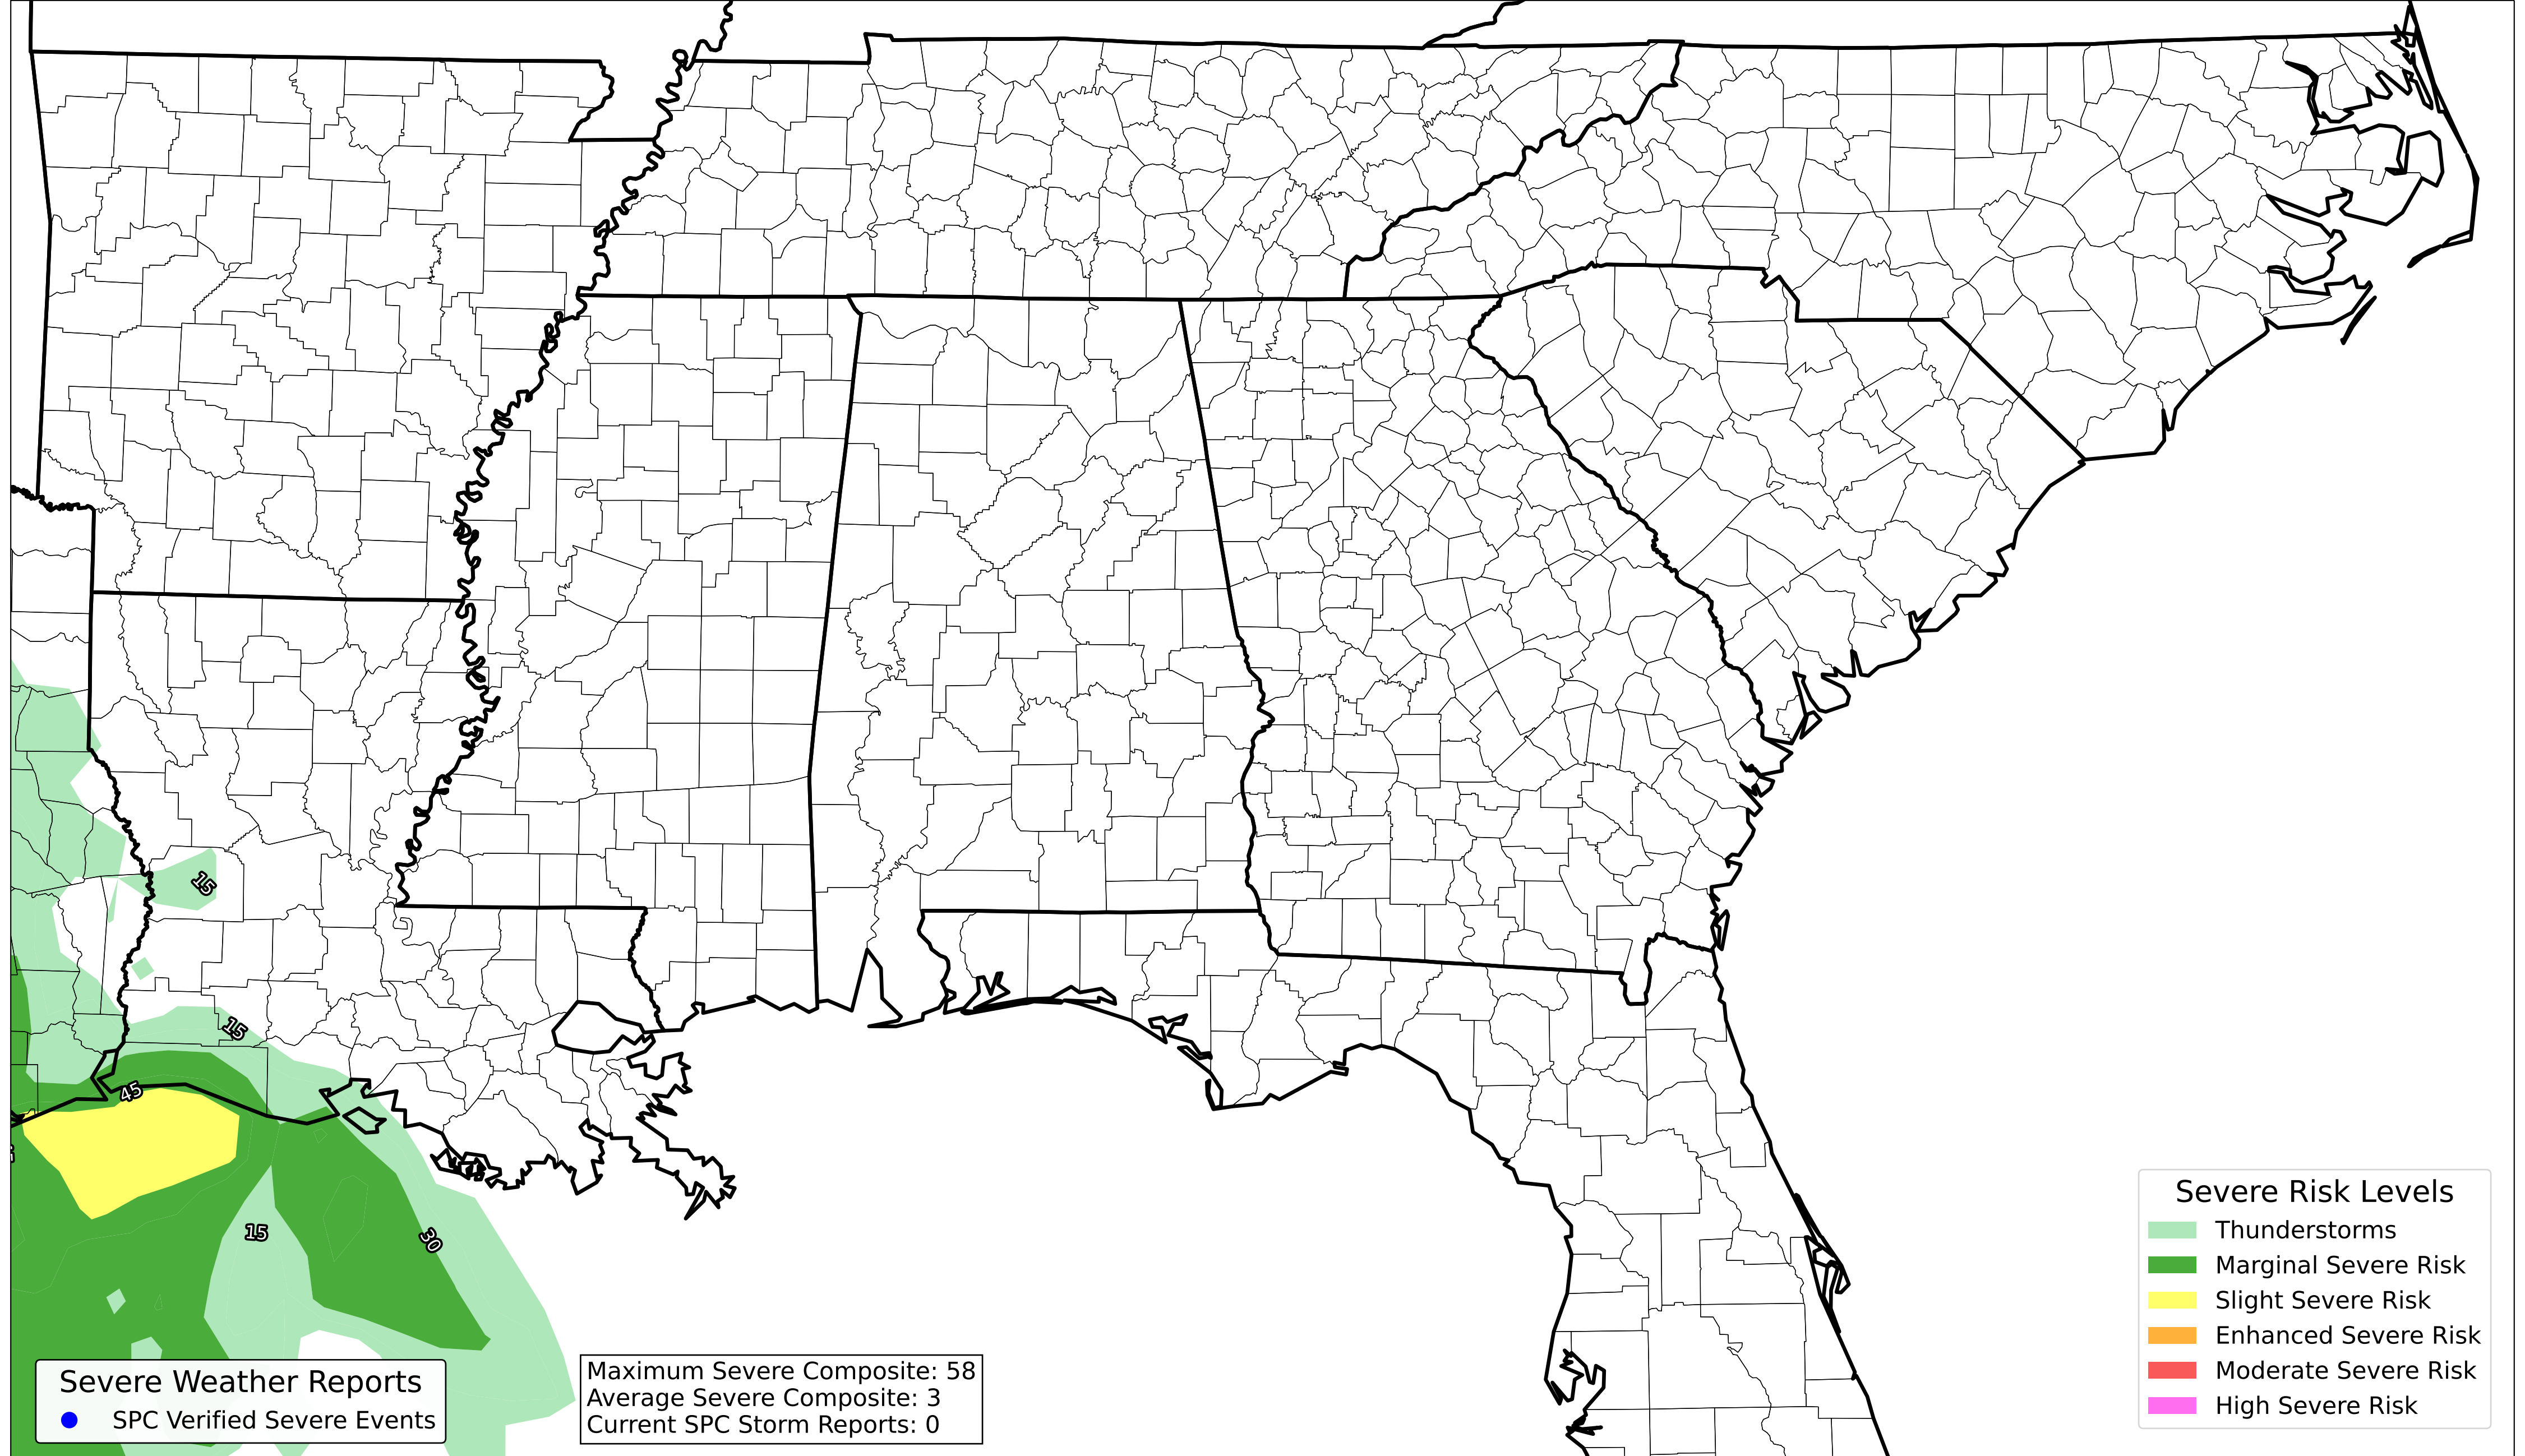 15
15
45
15
30
Severe Weather Reports
SPC Verified Severe Events
Maximum Severe Composite: 58
Average Severe Composite: 3
Current SPC Storm Reports: 0
Severe Risk Levels
Thunderstorms
Marginal Severe Risk
Slight Severe Risk
Enhanced Severe Risk
Moderate Severe Risk
High Severe Risk